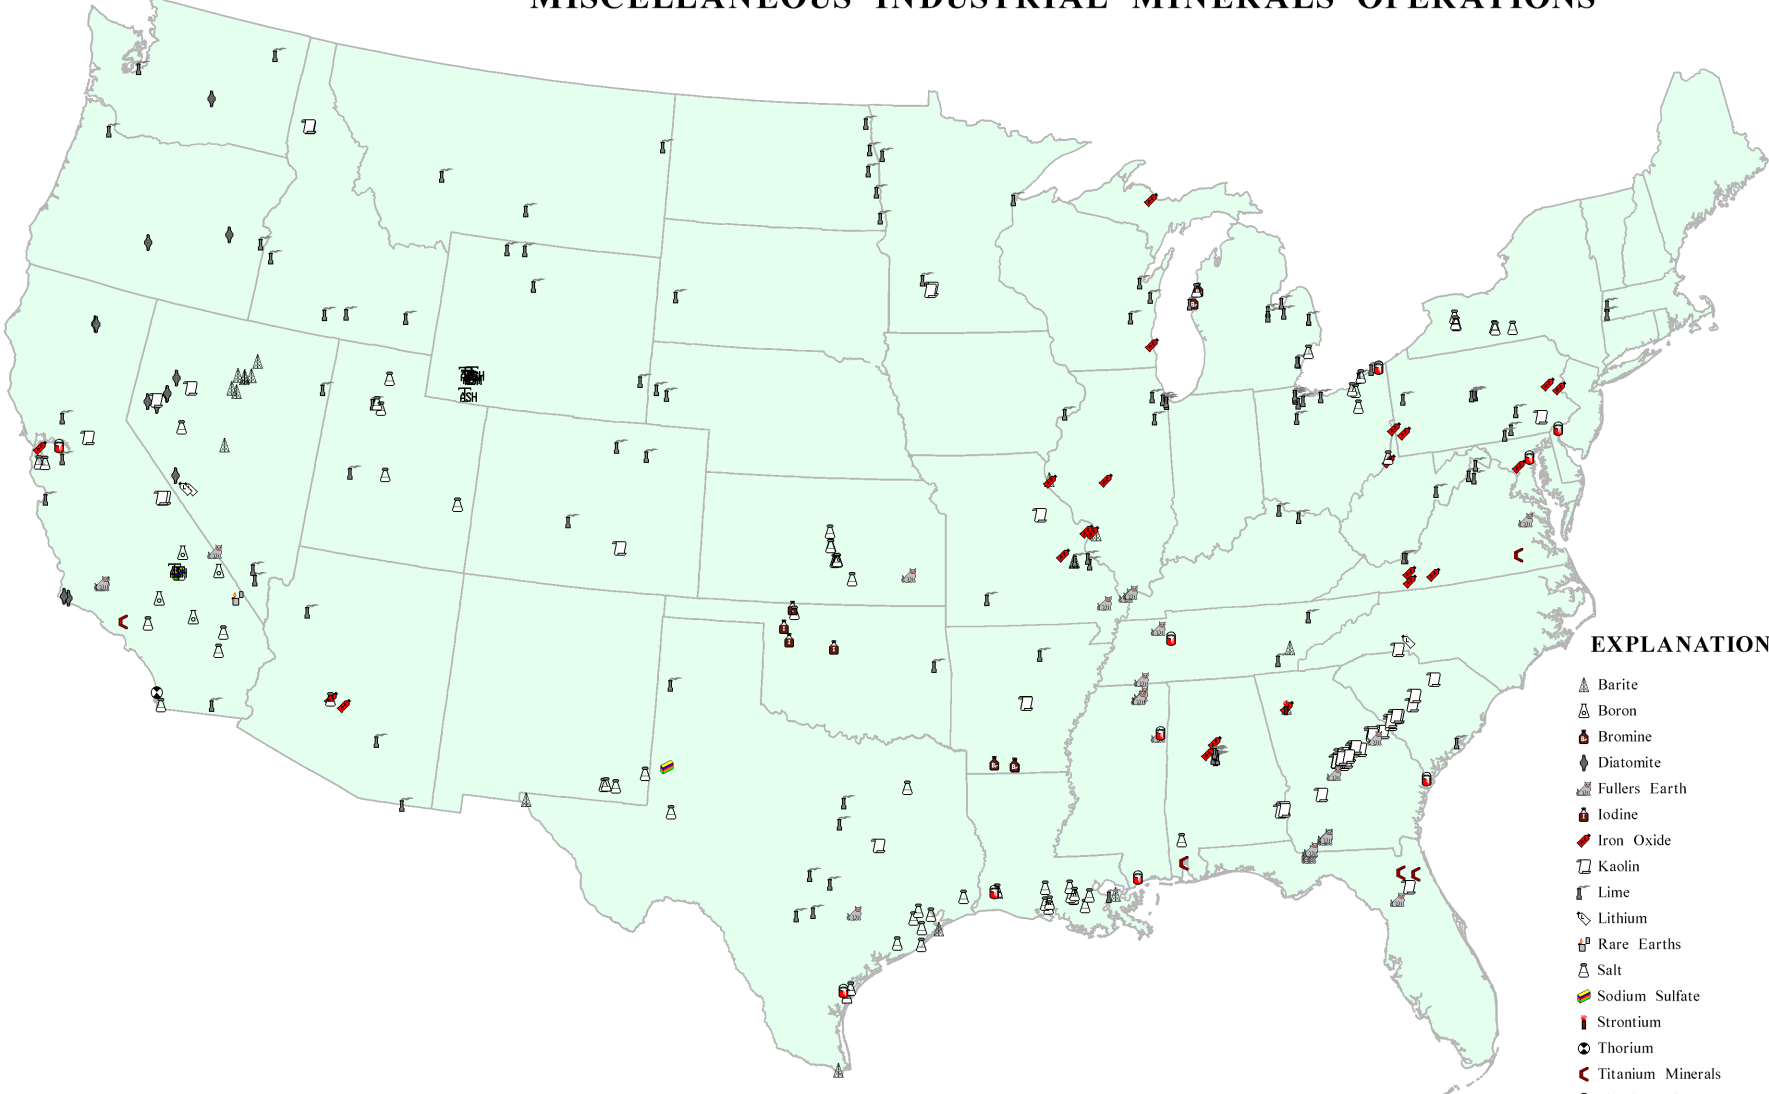 MISCELLANEOUS INDUSTRIAL MINERALS OPERATIONS
ASH
EXPLANATION
Barite
Boron
Bromine
Diatomite
Fullers Earth
Iodine
Iron Oxide
Kaolin
Lime
Lithium
Rare Earths
Salt
Sodium Sulfate
Strontium
Thorium
Titanium Minerals